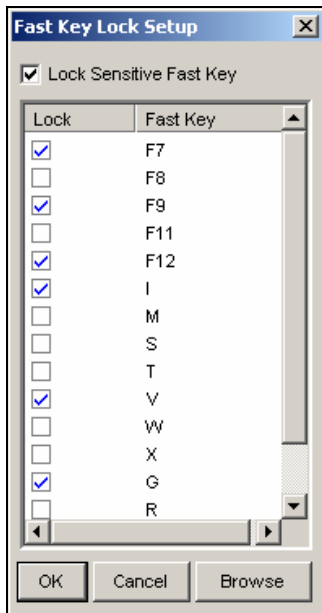 Fast Key Lock Setup
Lock Sensitive Fast Key
Lock Fast Key
F7
F8
F9
F11
F12
I
M
S
T
V
W
X
G
R
OK Cancel Browse